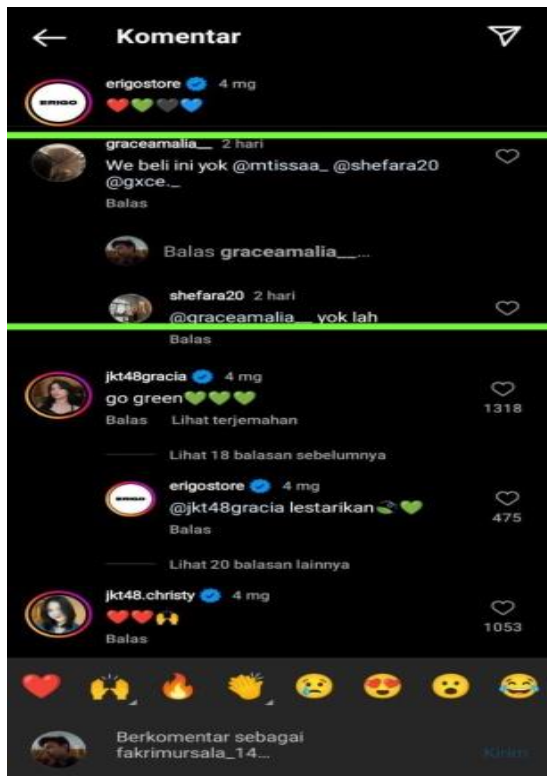 Komentar
erigostore 4 mg
ERIGO
❤️💚🖤💙
graceamalia__ 2 hari
We beli ini yok @mtissaa_ @shefara20
@gxce._
Balas
Balas graceamalia__...
shefara20 2 hari
@graceamalia__ yok lah
Balas
jkt48gracia 4 mg
go green💚💚💚
1318
Balas Lihat terjemahan
Lihat 18 balasan sebelumnya
erigostore 4 mg
ERIGO
@jkt48gracia lestarikan🌏💚
475
Balas
Lihat 20 balasan lainnya
jkt48.christy 4 mg
❤️❤️🙌
1053
Balas
❤️ 🙌 🔥 👏 😢 😍 😮 😂
Berkomentar sebagai
fakrimursala_14...
Kirim